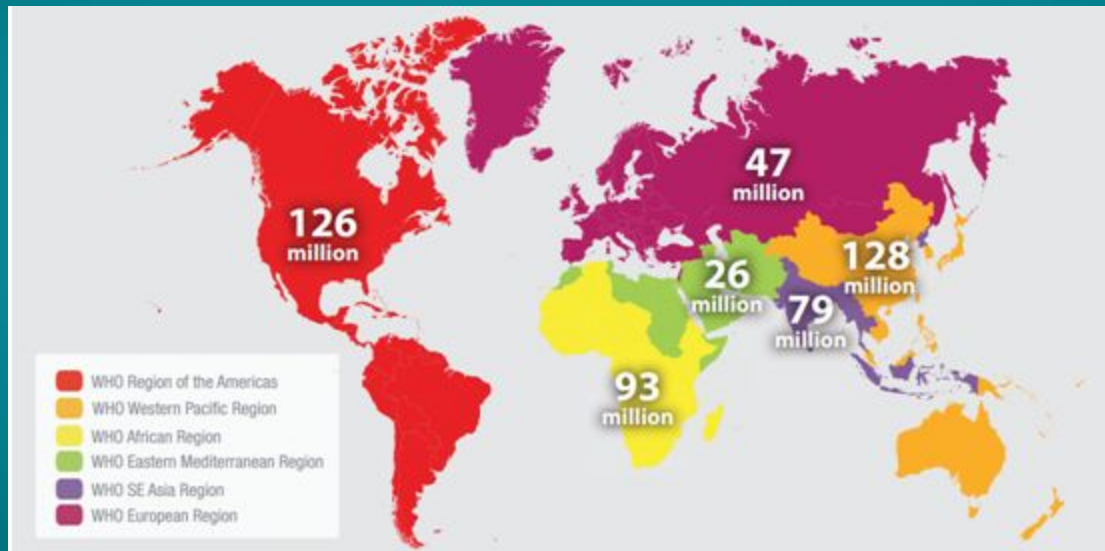 47
million
126
million
128
million
26
million
79
million
93
million
WHO Region of the Americas
WHO Western Pacific Region
WHO African Region
WHO Eastern Mediterranean Region
WHO SE Asia Region
WHO European Region